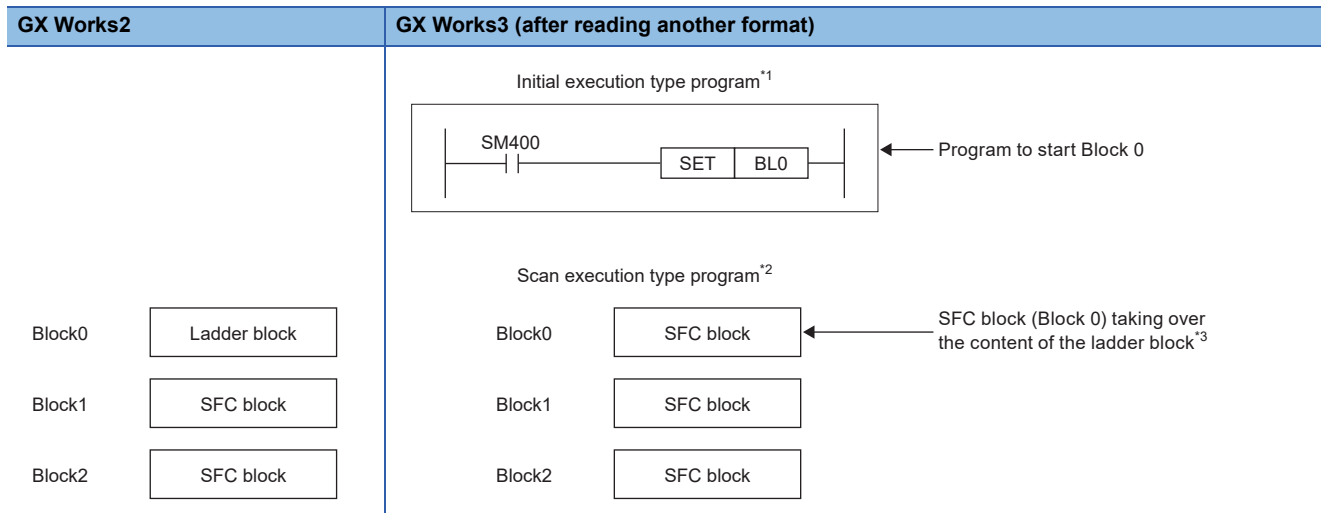 GX Works2
GX Works3 (after reading another format)
Initial execution type program*1
SM400
SET BL0
Program to start Block 0
Scan execution type program*2
Block0 Ladder block
Block0 SFC block
SFC block (Block 0) taking over
the content of the ladder block*3
Block1 SFC block
Block1 SFC block
Block2 SFC block
Block2 SFC block